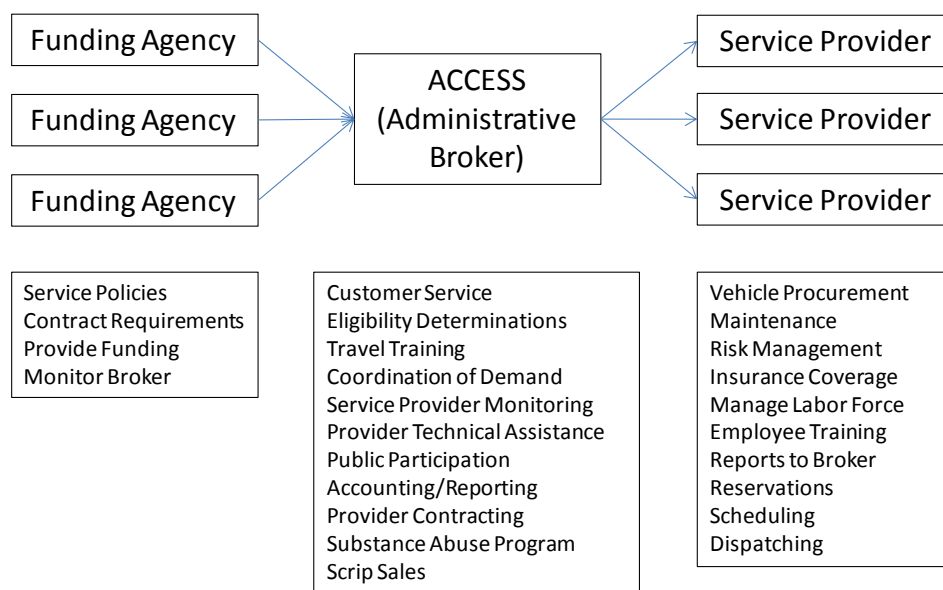 Funding Agency
Funding Agency
Funding Agency
ACCESS
(Administrative
Broker)
Service Provider
Service Provider
Service Provider
Service Policies
Contract Requirements
Provide Funding
Monitor Broker
Customer Service
Eligibility Determinations
Travel Training
Coordination of Demand
Service Provider Monitoring
Provider Technical Assistance
Public Participation
Accounting/Reporting
Provider Contracting
Substance Abuse Program
Scrip Sales
Vehicle Procurement
Maintenance
Risk Management
Insurance Coverage
Manage Labor Force
Employee Training
Reports to Broker
Reservations
Scheduling
Dispatching